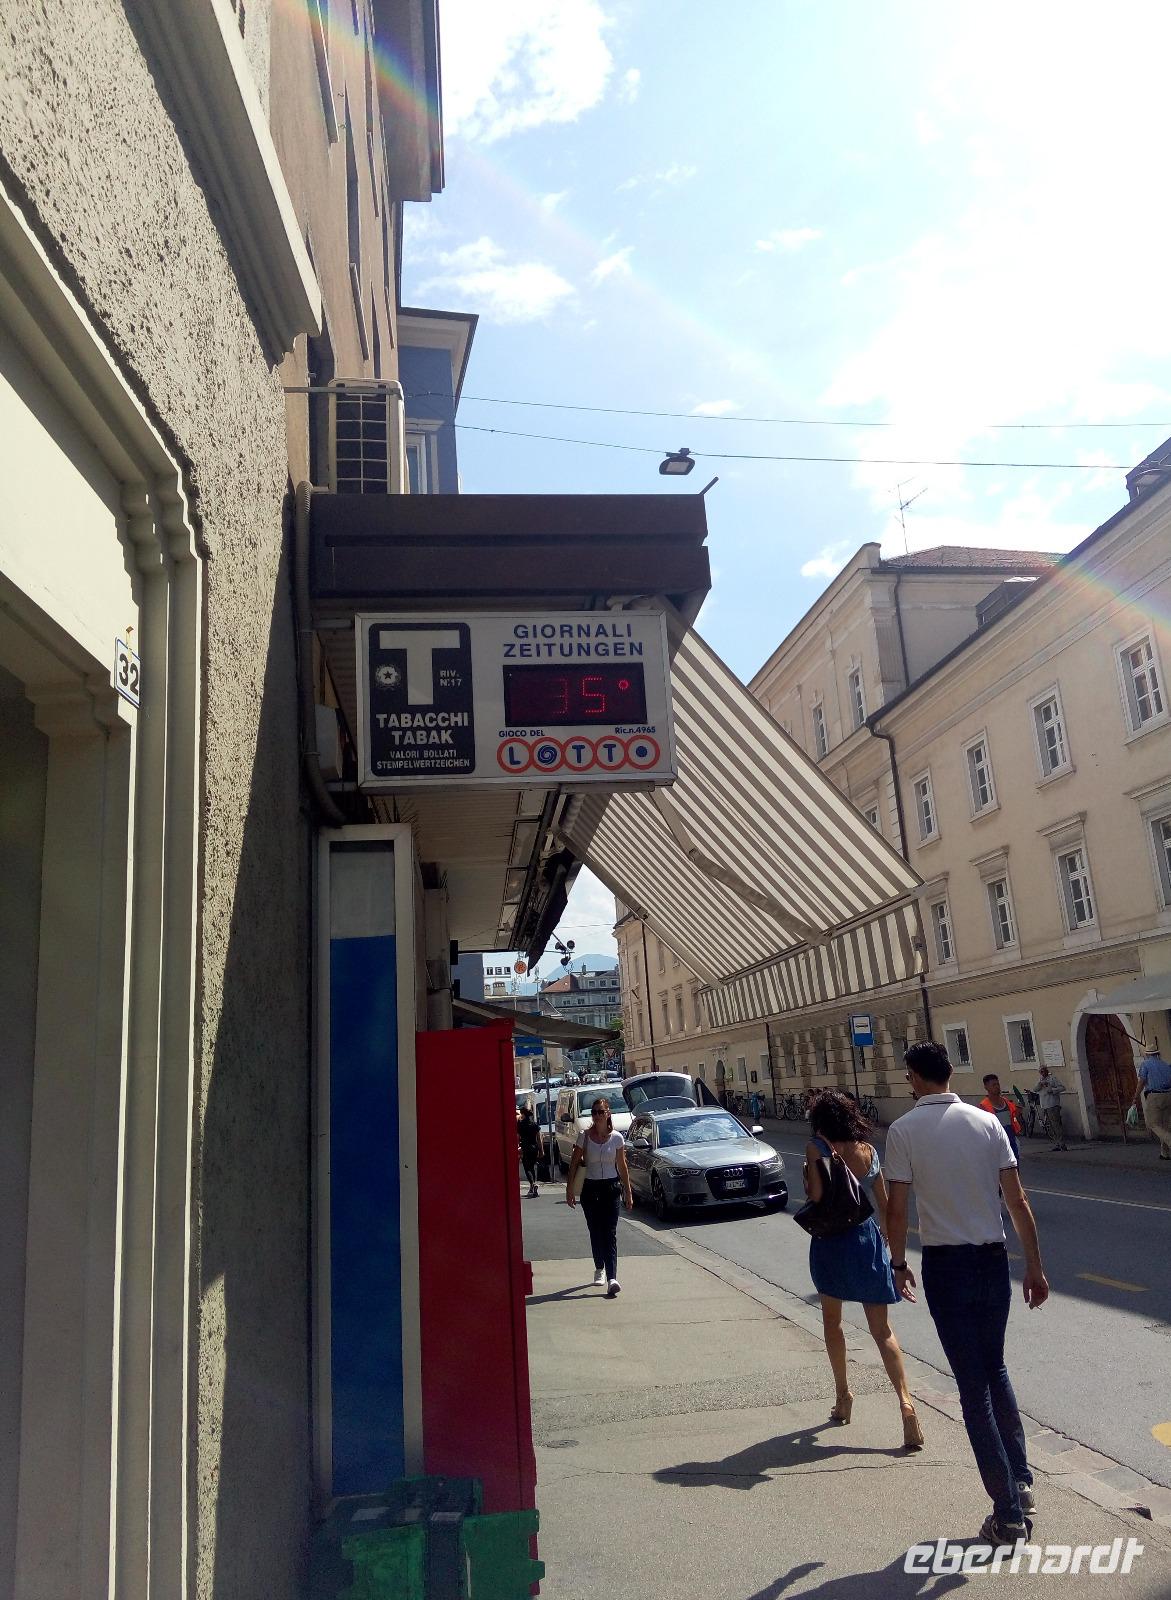 32
T
RIV.
N.17
TABACCHI
TABAK
VALORI BOLLATI
STEMPELWERTZEICHEN
GIORNALI
ZEITUNGEN
35°
GIOCO DEL
Ric.n.4965
LOTTO
eberhardt